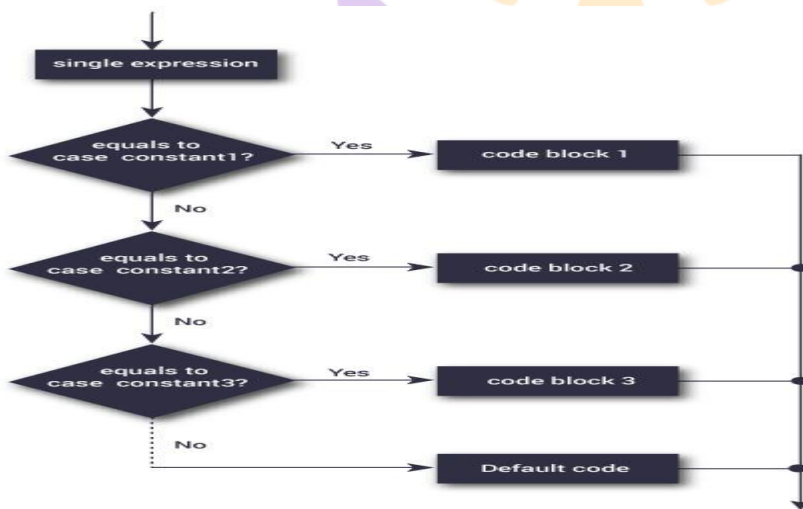 single expression
equals to
case constant1?
Yes
code block 1
No
equals to
case constant2?
Yes
code block 2
No
equals to
case constant3?
Yes
code block 3
No
Default code